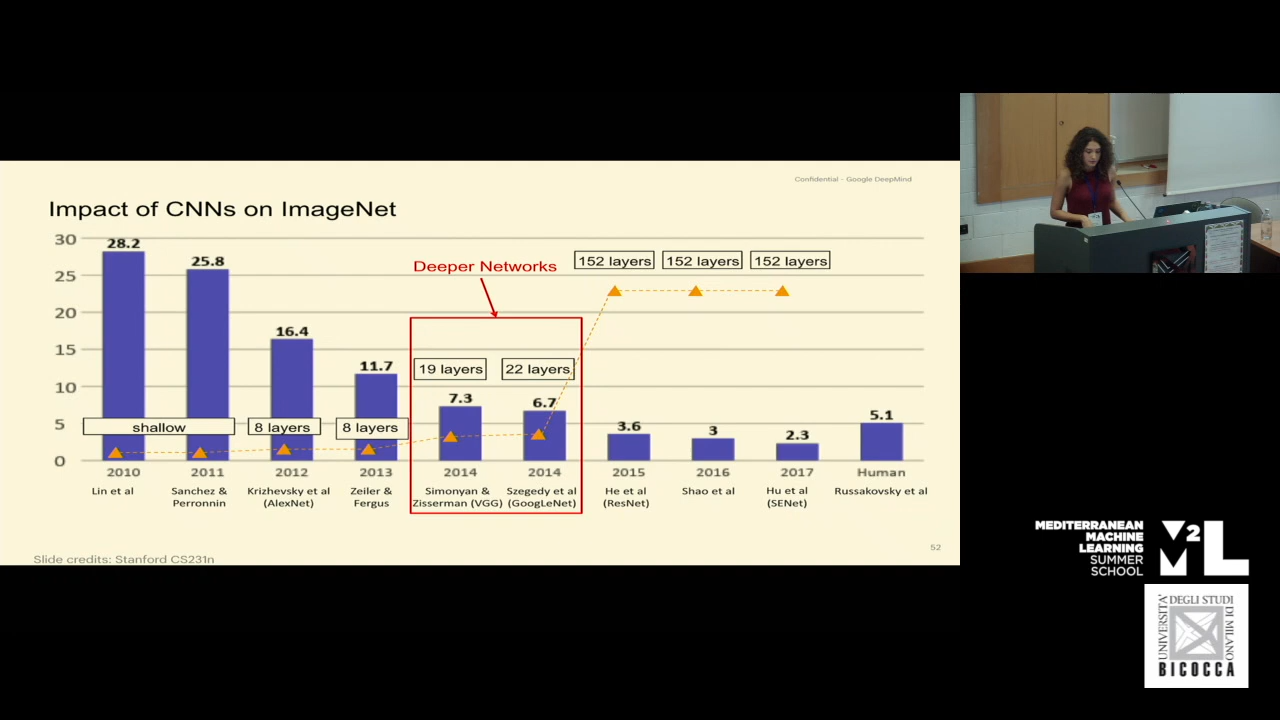 Confidential - Google DeepMind
Impact of CNNs on ImageNet
30
25
20
15
10
5
0
28.2
25.8
16.4
11.7
7.3
6.7
3.6
3
2.3
5.1
Deeper Networks
152 layers
152 layers
152 layers
19 layers
22 layers
shallow
8 layers
8 layers
2010
2011
2012
2013
2014
2014
2015
2016
2017
Human
Lin et al
Sanchez &
Perronnin
Krizhevsky et al
(AlexNet)
Zeiler &
Fergus
Simonyan &
Zisserman (VGG)
Szegedy et al
(GoogLeNet)
He et al
(ResNet)
Shao et al
Hu et al
(SENet)
Russakovsky et al
52
Slide credits: Stanford CS231n
MEDITERRANEAN
MACHINE
LEARNING
SUMMER
SCHOOL
M2L
UNIVERSITA'
DEGLI STUDI
DI MILANO
BICOCCA